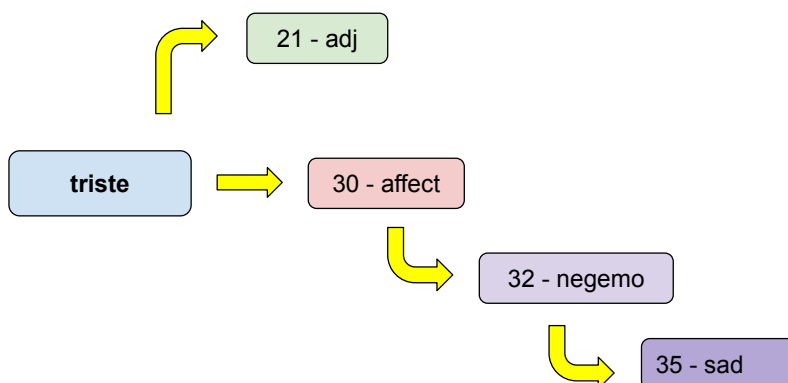 21 - adj
triste
30 - affect
32 - negemo
35 - sad